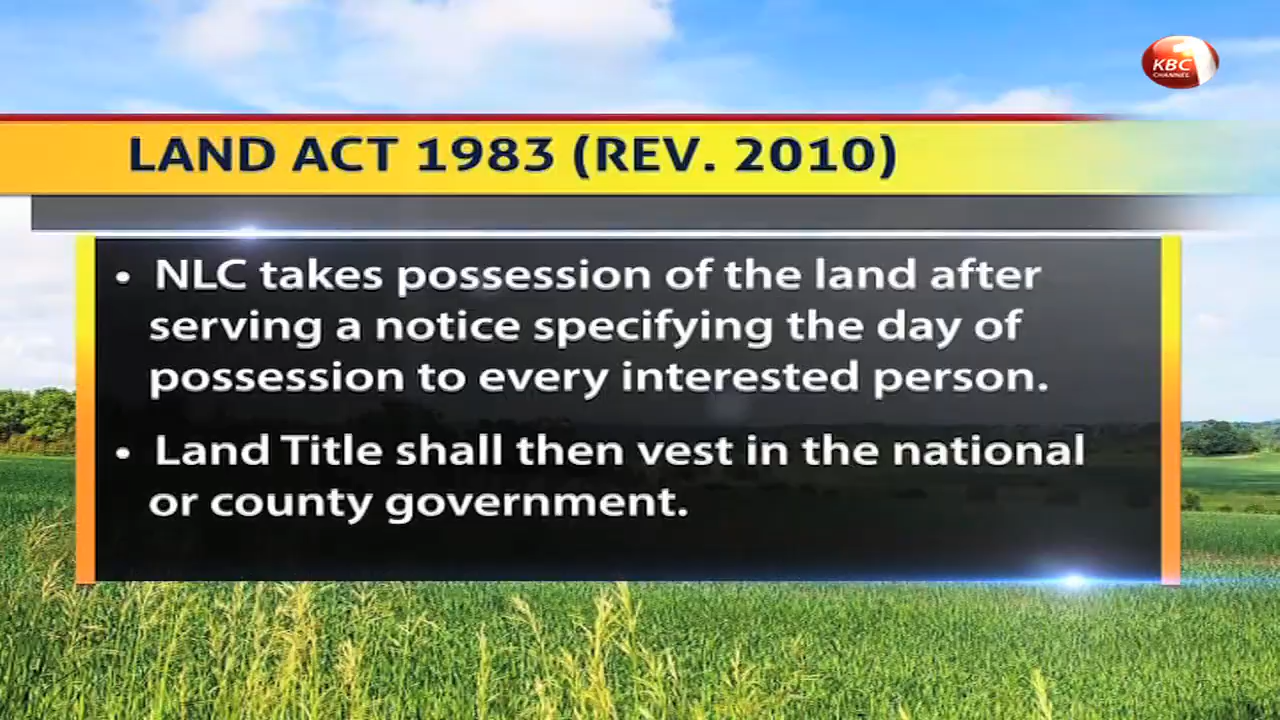 1
KBC
CHANNEL
LAND ACT 1983 (REV. 2010)
• NLC takes possession of the land after
serving a notice specifying the day of
possession to every interested person.
• Land Title shall then vest in the national
or county government.